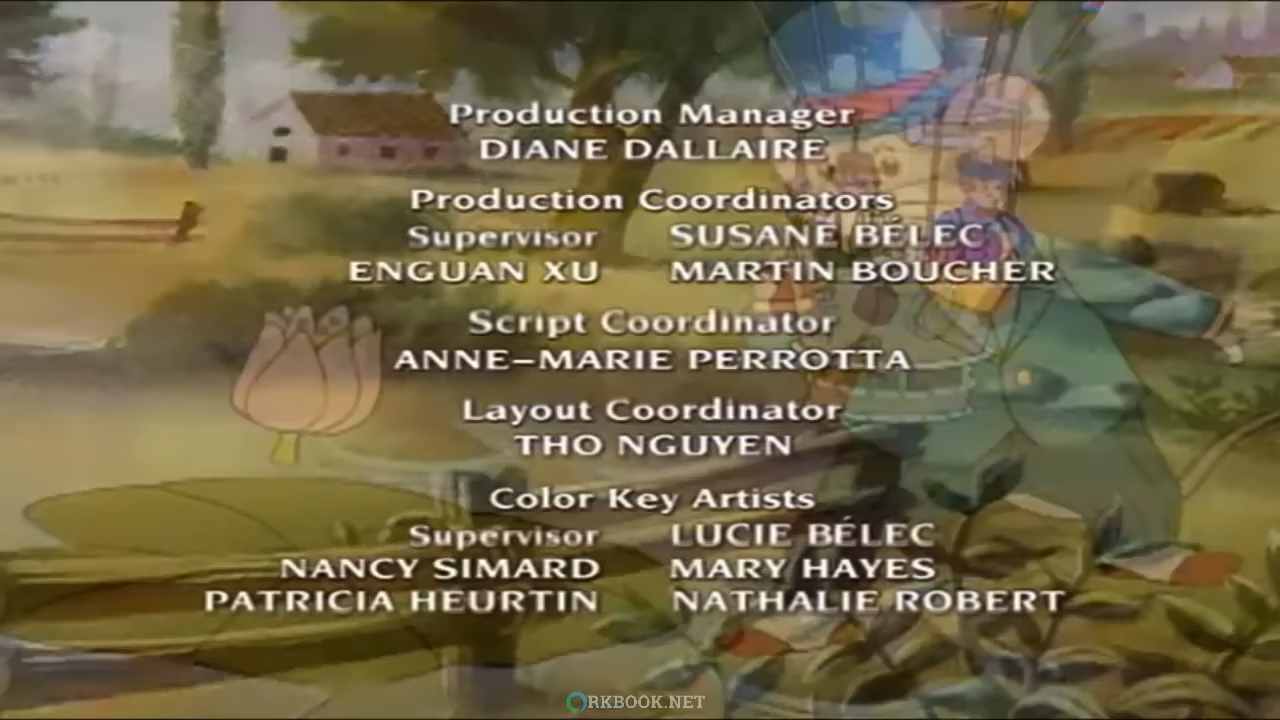 Production Manager
DIANE DALLAIRE
Production Coordinators
Supervisor SUSANE BÉLEC
ENGUAN XU MARTIN BOUCHER
Script Coordinator
ANNE-MARIE PERROTTA
Layout Coordinator
THO NGUYEN
Color Key Artists
Supervisor LUCIE BÉLEC
NANCY SIMARD MARY HAYES
PATRICIA HEURTIN NATHALIE ROBERT
ORKBOOK.NET